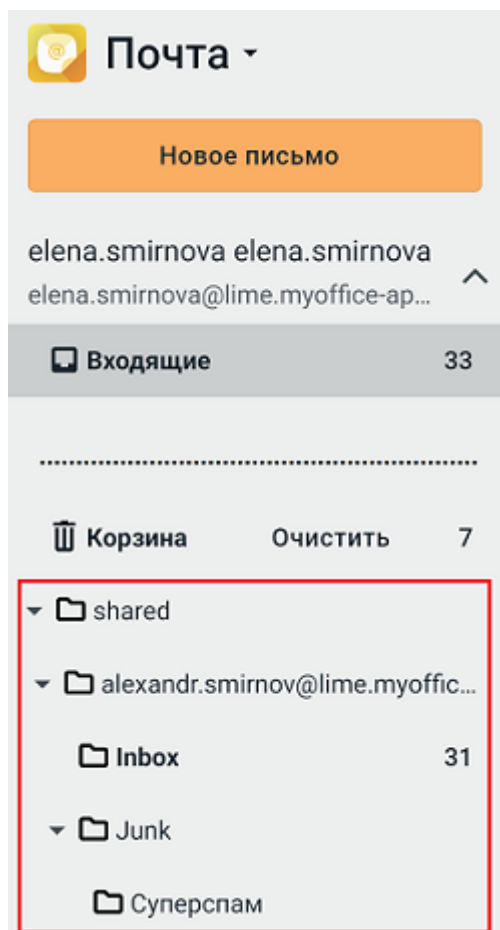 Почта
Новое письмо
elena.smirnova elena.smirnova
elena.smirnova@lime.myoffice-ap...
Входящие 33
Корзина Очистить 7
shared
alexandr.smirnov@lime.myoffic...
Inbox 31
Junk
Суперспам